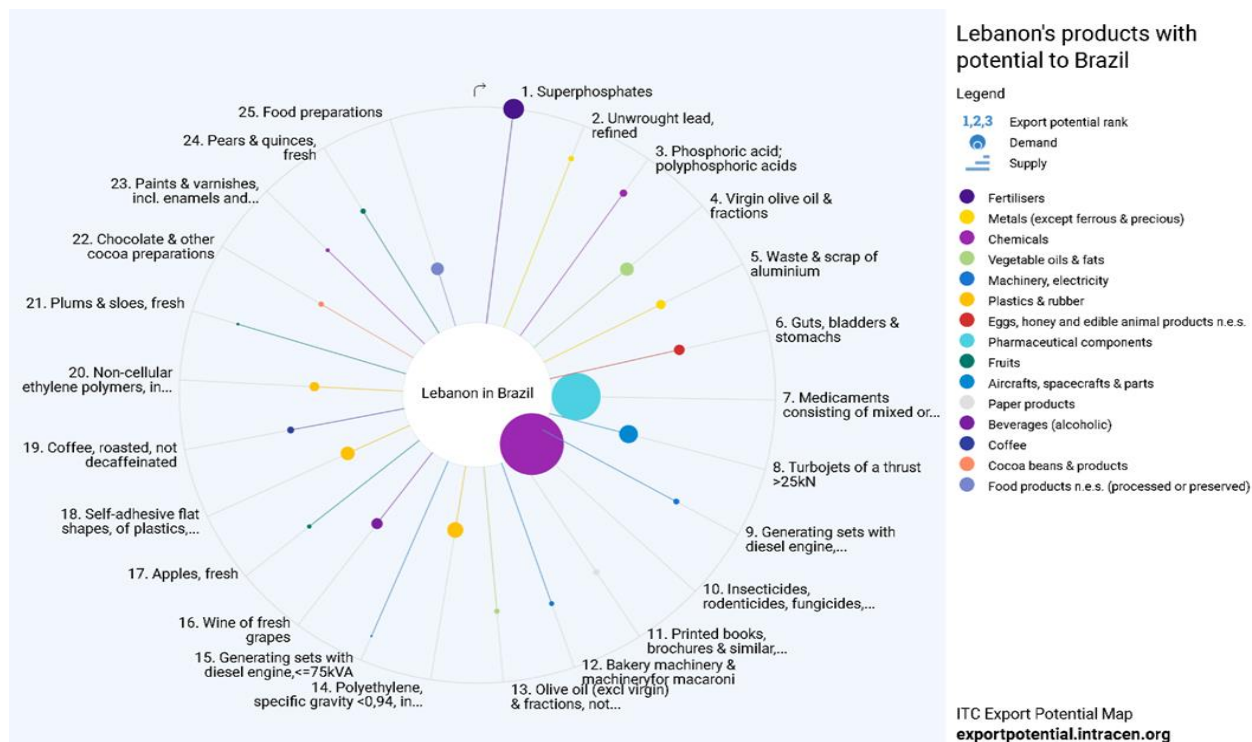 Lebanon's products with
potential to Brazil
Legend
1,2,3 Export potential rank
Demand
Supply
Fertilisers
Metals (except ferrous & precious)
Chemicals
Vegetable oils & fats
Machinery, electricity
Plastics & rubber
Eggs, honey and edible animal products n.e.s.
Pharmaceutical components
Fruits
Aircrafts, spacecrafts & parts
Paper products
Beverages (alcoholic)
Coffee
Cocoa beans & products
Food products n.e.s. (processed or preserved)
Lebanon in Brazil
1. Superphosphates
2. Unwrought lead,
refined
3. Phosphoric acid;
polyphosphoric acids
4. Virgin olive oil &
fractions
5. Waste & scrap of
aluminium
6. Guts, bladders &
stomachs
7. Medicaments
consisting of mixed or...
8. Turbojets of a thrust
>25kN
9. Generating sets with
diesel engine,...
10. Insecticides,
rodenticides, fungicides,...
11. Printed books,
brochures & similar,...
12. Bakery machinery &
machineryfor macaroni
13. Olive oil (excl virgin)
& fractions, not...
14. Polyethylene,
specific gravity <0,94, in...
15. Generating sets with
diesel engine,<=75kVA
16. Wine of fresh
grapes
17. Apples, fresh
18. Self-adhesive flat
shapes, of plastics,...
19. Coffee, roasted, not
decaffeinated
20. Non-cellular
ethylene polymers, in...
21. Plums & sloes, fresh
22. Chocolate & other
cocoa preparations
23. Paints & varnishes,
incl. enamels and...
24. Pears & quinces,
fresh
25. Food preparations
ITC Export Potential Map
exportpotential.intracen.org